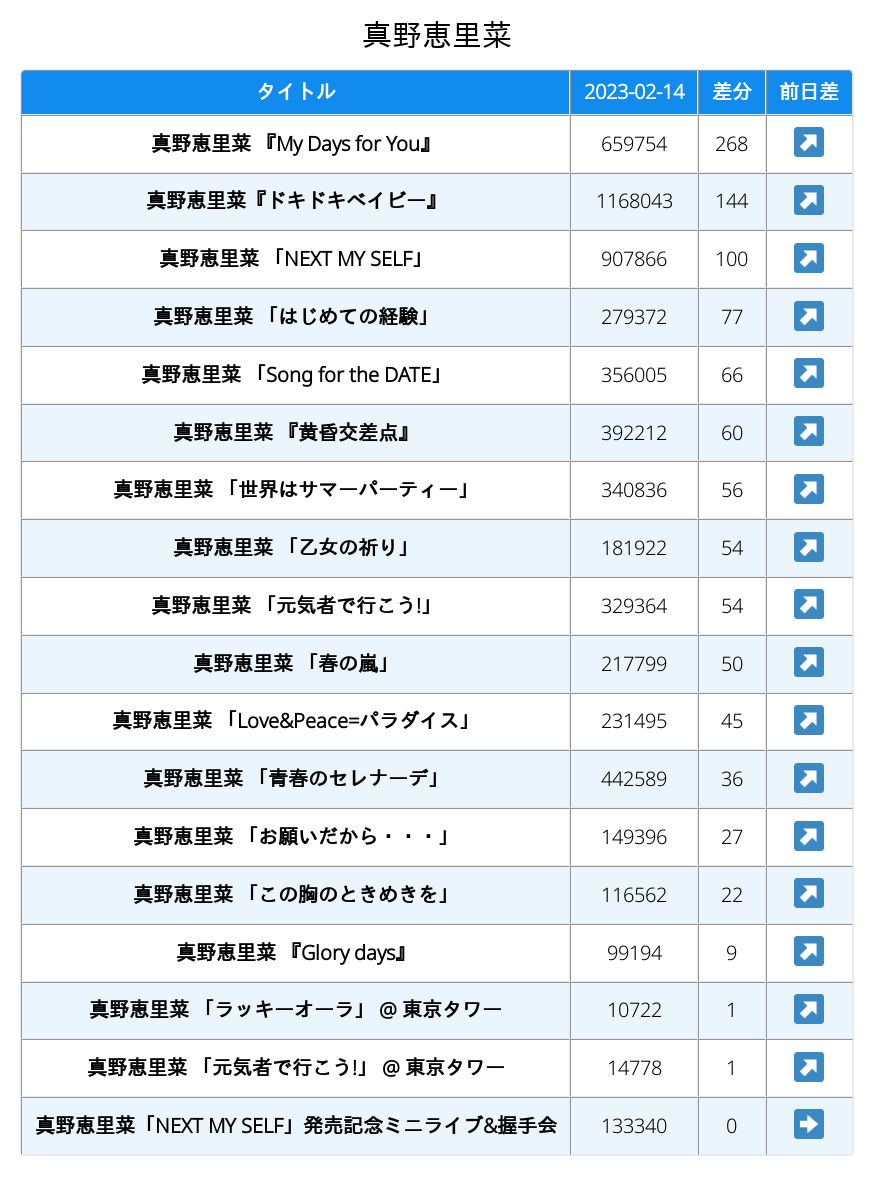 真野恵里菜
タイトル 2023-02-14 差分 前日差
真野恵里菜 『My Days for You』 659754 268
真野恵里菜『ドキドキベイビー』 1168043 144
真野恵里菜 「NEXT MY SELF」 907866 100
真野恵里菜 「はじめての経験」 279372 77
真野恵里菜 「Song for the DATE」 356005 66
真野恵里菜 『黄昏交差点』 392212 60
真野恵里菜 「世界はサマーパーティー」 340836 56
真野恵里菜 「乙女の祈り」 181922 54
真野恵里菜 「元気者で行こう!」 329364 54
真野恵里菜 「春の嵐」 217799 50
真野恵里菜 「Love&Peace=パラダイス」 231495 45
真野恵里菜 「青春のセレナーデ」 442589 36
真野恵里菜 「お願いだから・・・」 149396 27
真野恵里菜 「この胸のときめきを」 116562 22
真野恵里菜 『Glory days』 99194 9
真野恵里菜 「ラッキーオーラ」 @ 東京タワー 10722 1
真野恵里菜 「元気者で行こう!」 @ 東京タワー 14778 1
真野恵里菜「NEXT MY SELF」発売記念ミニライブ&握手会 133340 0